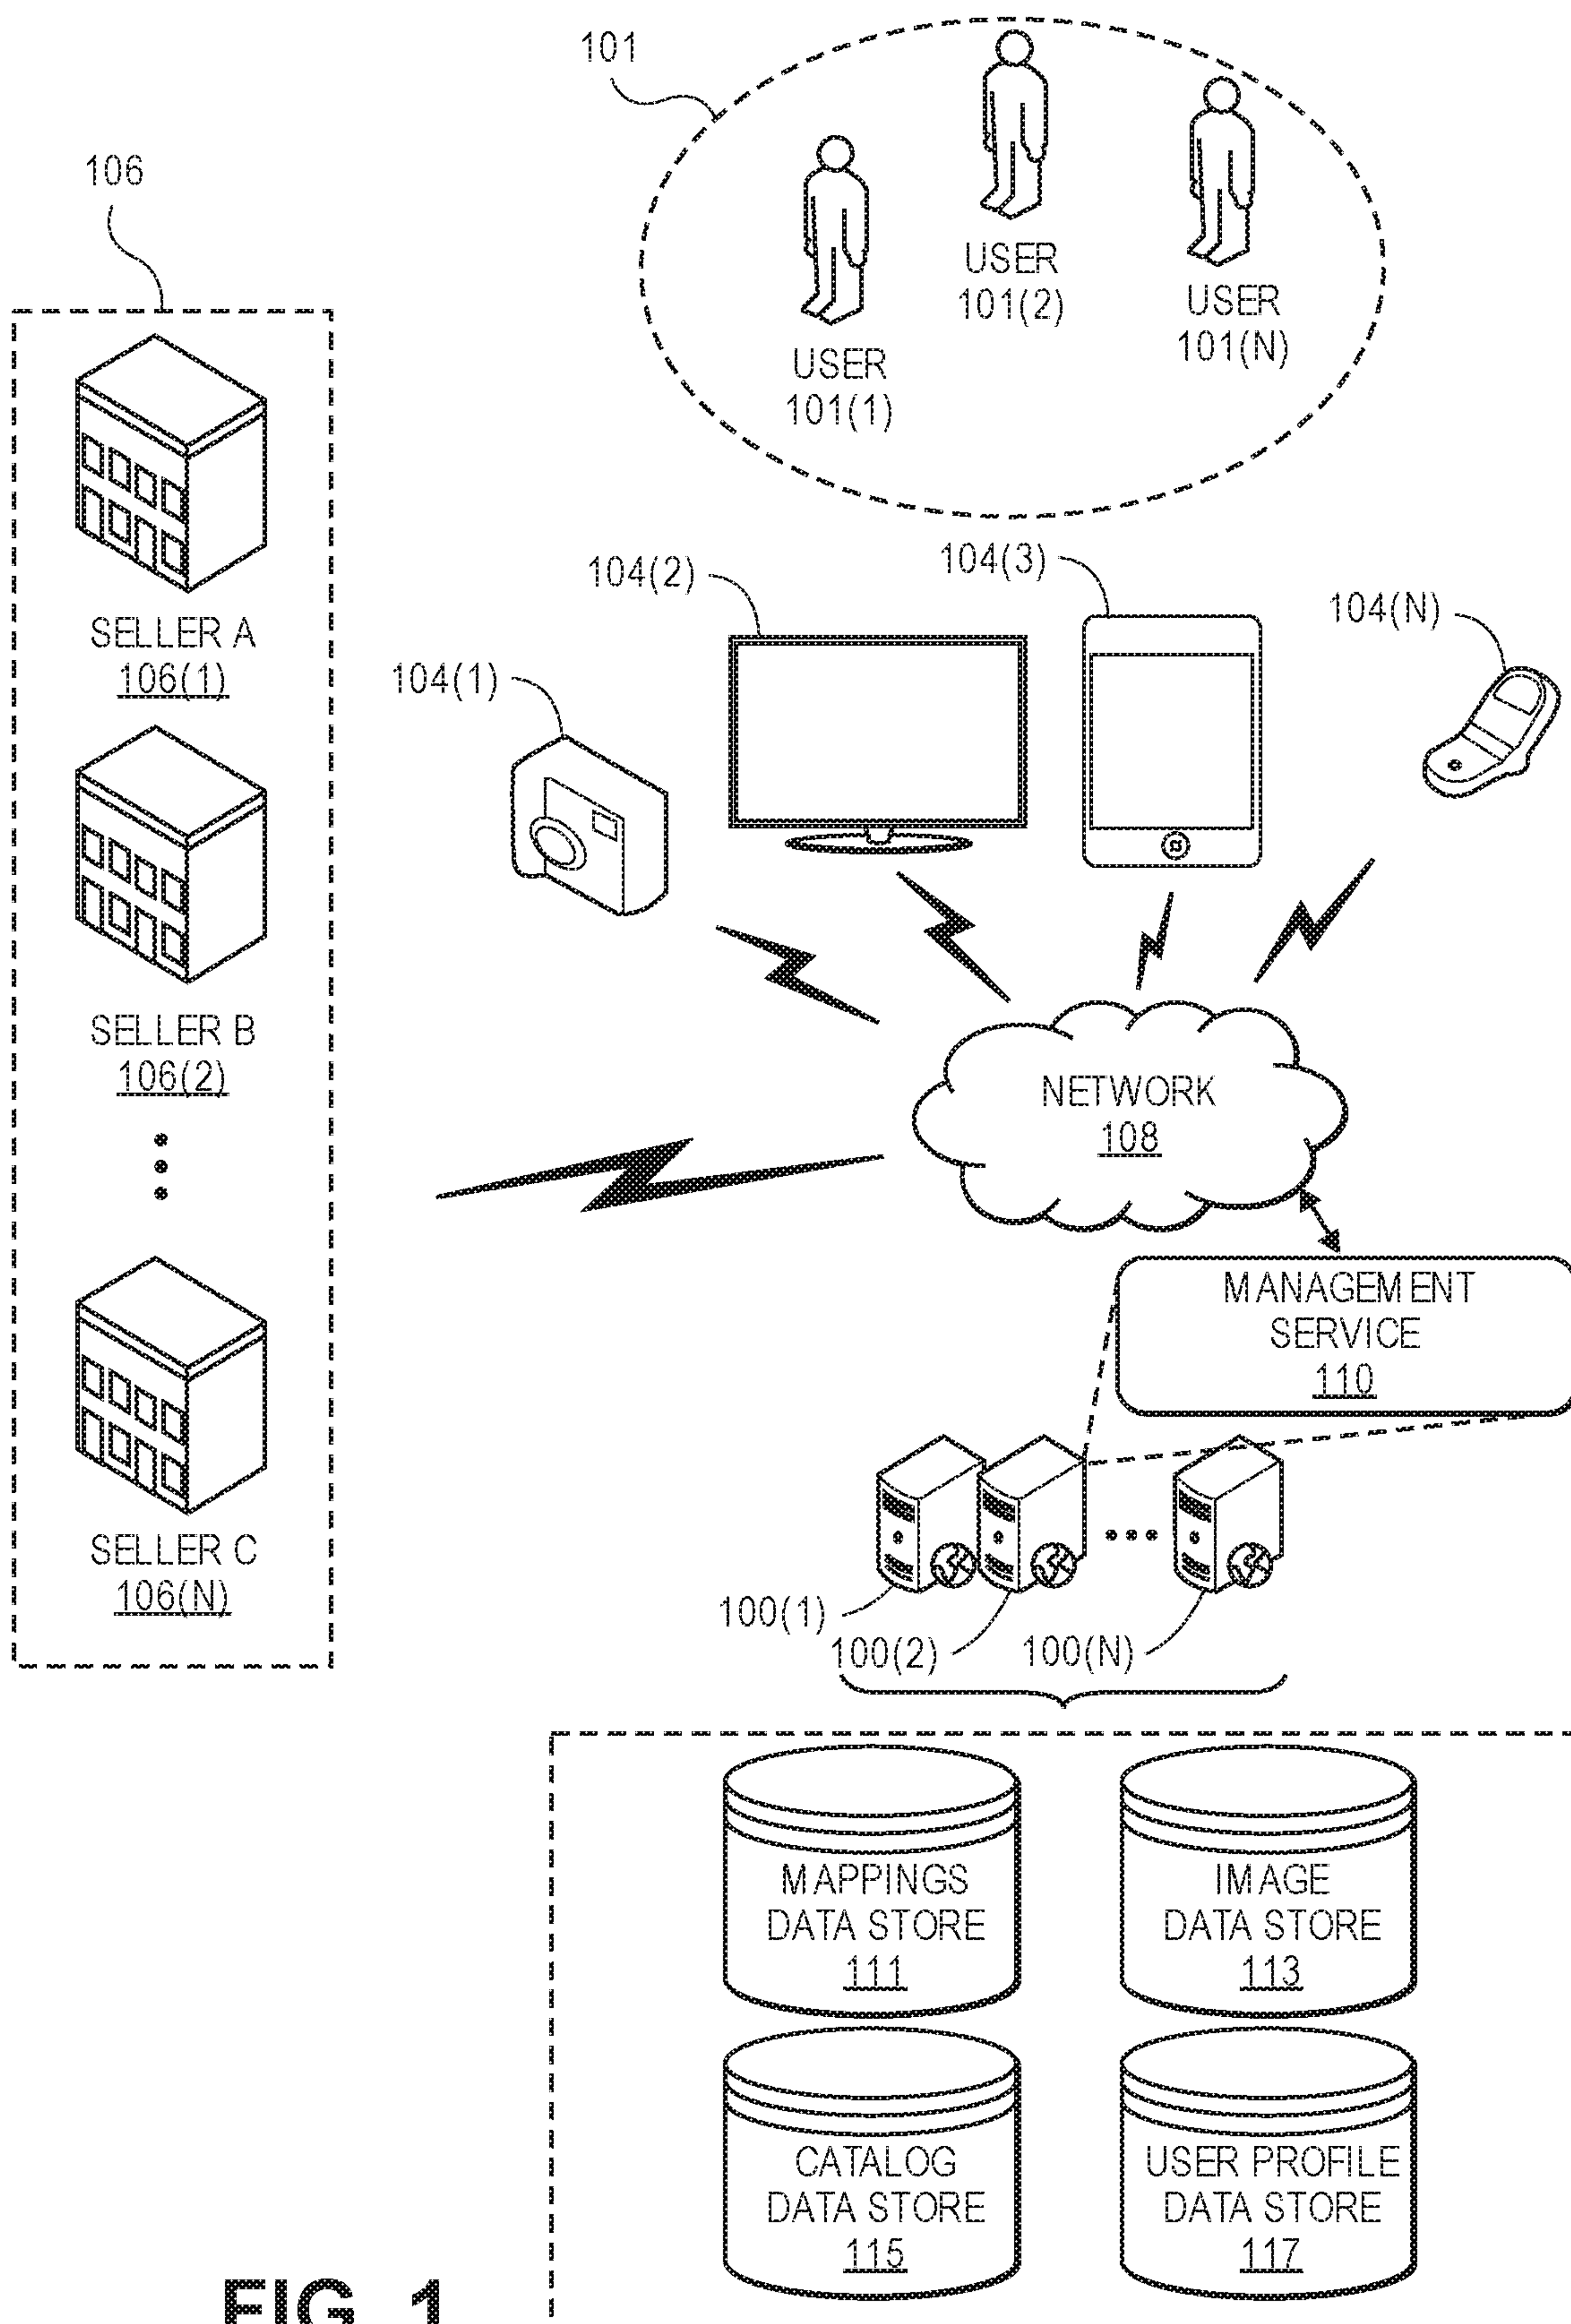 101
106
USER
101(2)
USER
101(N)
USER
101(1)
104(2)
104(3)
104(N)
104(1)
SELLER A
106(1)
SELLER B
106(2)
SELLER C
106(N)
NETWORK
108
MANAGEMENT
SERVICE
110
100(1)
100(2)
100(N)
MAPPINGS
DATA STORE
111
IMAGE
DATA STORE
113
CATALOG
DATA STORE
115
USER PROFILE
DATA STORE
117
FIG. 1